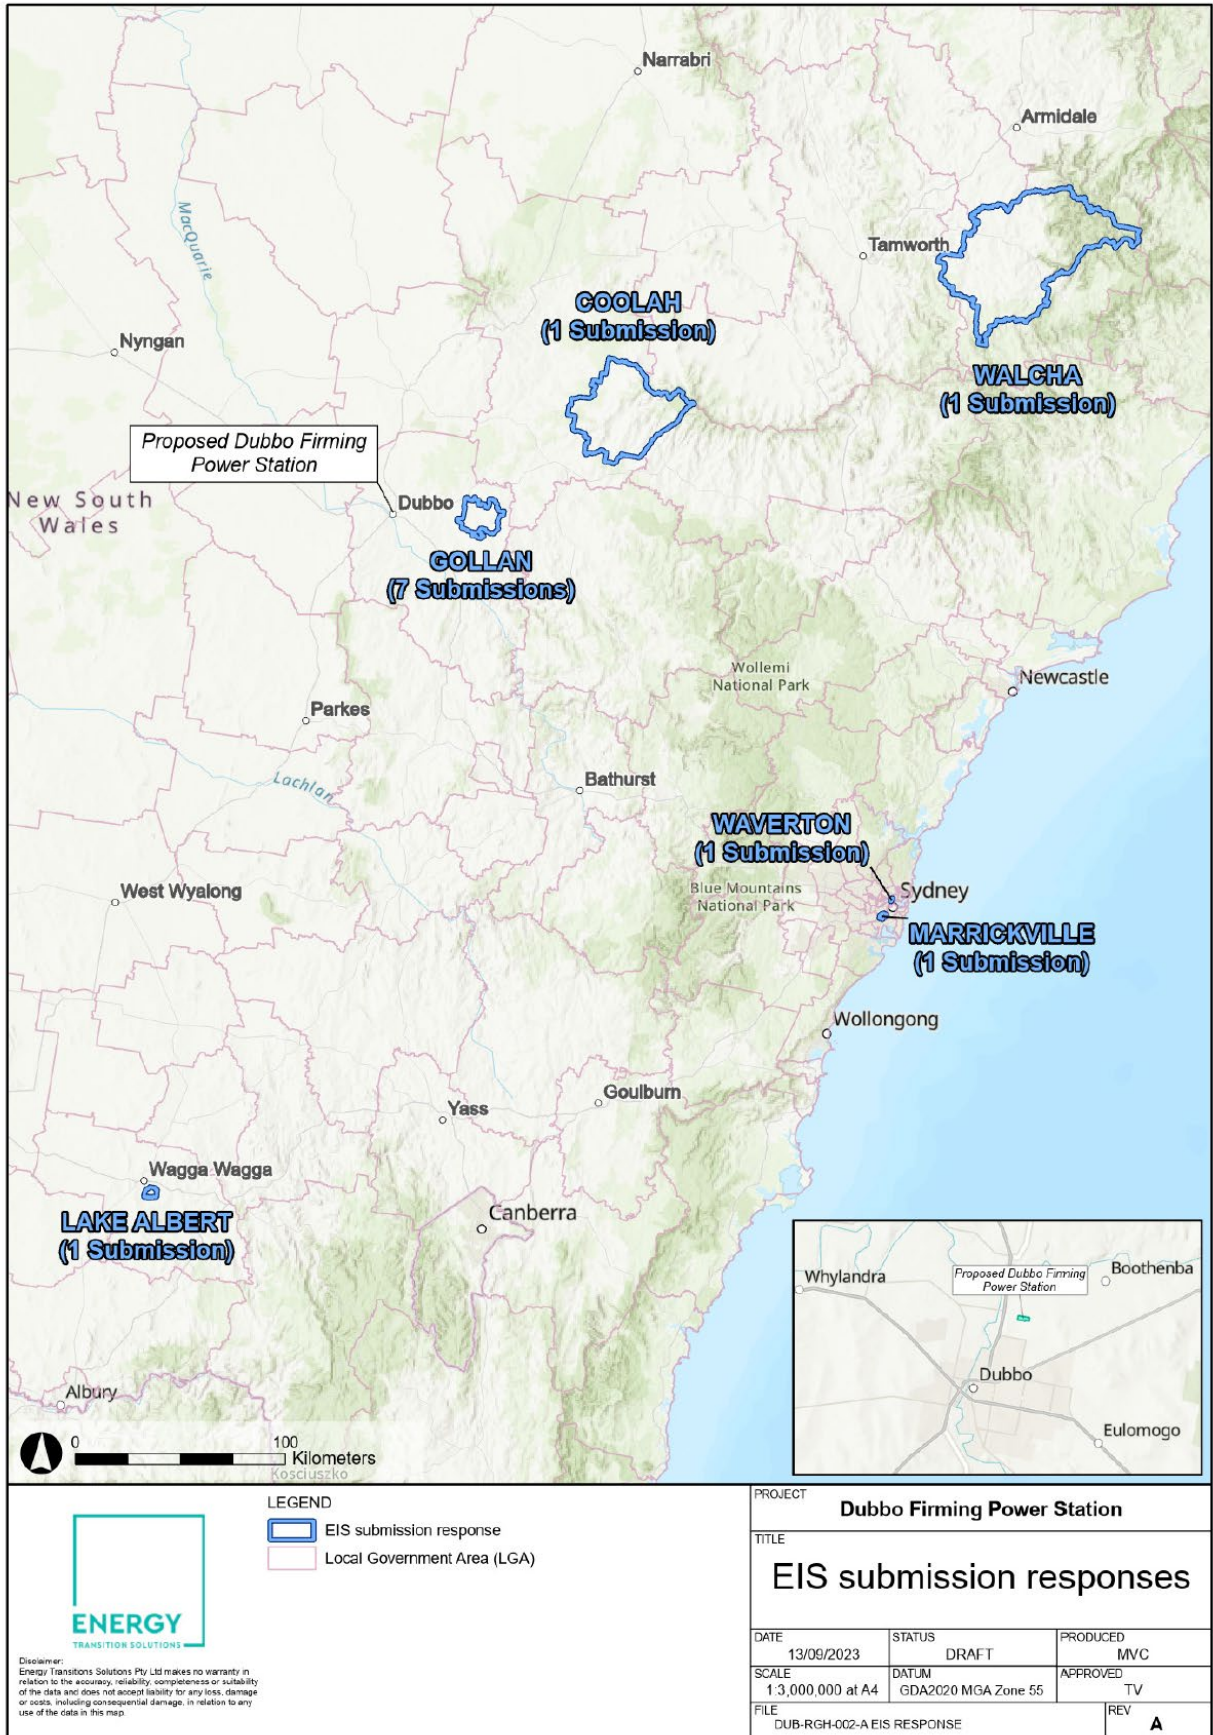 Narrabri
Armidale
MacQuarie
Tamworth
COOLAH
(1 Submission)
Nyngan
WALCHA
(1 Submission)
Proposed Dubbo Firming
Power Station
New South
Wales
Dubbo
GOLLAN
(7 Submissions)
Wollemi
National Park
Newcastle
Parkes
Lachlan
Bathurst
WAVERTON
(1 Submission)
West Wyalong
Blue Mountains
National Park
Sydney
MARRICKVILLE
(1 Submission)
Wollongong
Goulburn
Yass
Wagga Wagga
LAKE ALBERT
(1 Submission)
Canberra
Albury
0 100
Kilometers
Kosciuszko
Whylandra
Proposed Dubbo Firming
Power Station
Boothenba
Dubbo
Eulomogo
LEGEND
EIS submission response
Local Government Area (LGA)
ENERGY
TRANSITION SOLUTIONS
Disclaimer:
Energy Transitions Solutions Pty Ltd makes no warranty in
relation to the accuracy, reliability, completeness or suitability
of the data and does not accept liability for any loss, damage
or costs, including consequential damage, in relation to any
use of the data in this map.
PROJECT
Dubbo Firming Power Station
TITLE
EIS submission responses
DATE STATUS PRODUCED
13/09/2023 DRAFT MVC
SCALE DATUM APPROVED
1:3,000,000 at A4 GDA2020 MGA Zone 55 TV
FILE REV
DUB-RGH-002-A EIS RESPONSE A